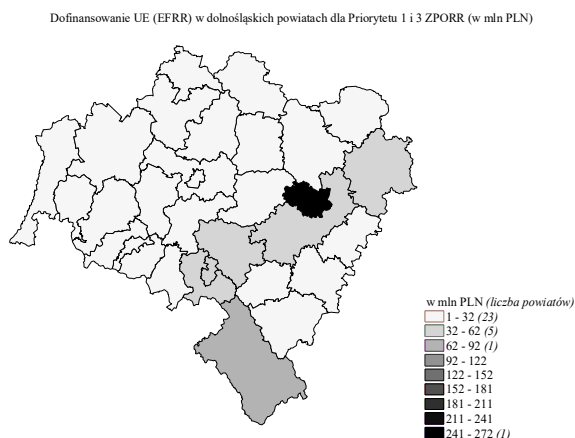 Dofinansowanie UE (EFRR) w dolnośląskich powiatach dla Priorytetu 1 i 3 ZPORR (w mln PLN)
w mln PLN (liczba powiatów)
1 - 32 (23)
32 - 62 (5)
62 - 92 (1)
92 - 122
122 - 152
152 - 181
181 - 211
211 - 241
241 - 272 (1)